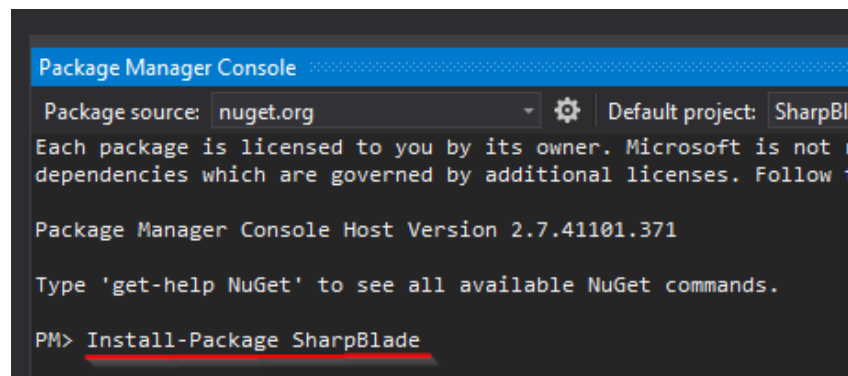 Package Manager Console
Package source: nuget.org Default project:
Each package is licensed to you by its owner. Microsoft is not
dependencies which are governed by additional licenses. Follow
Package Manager Console Host Version 2.7.41101.371
Type 'get-help NuGet' to see all available NuGet commands.
PM> Install-Package SharpBlade